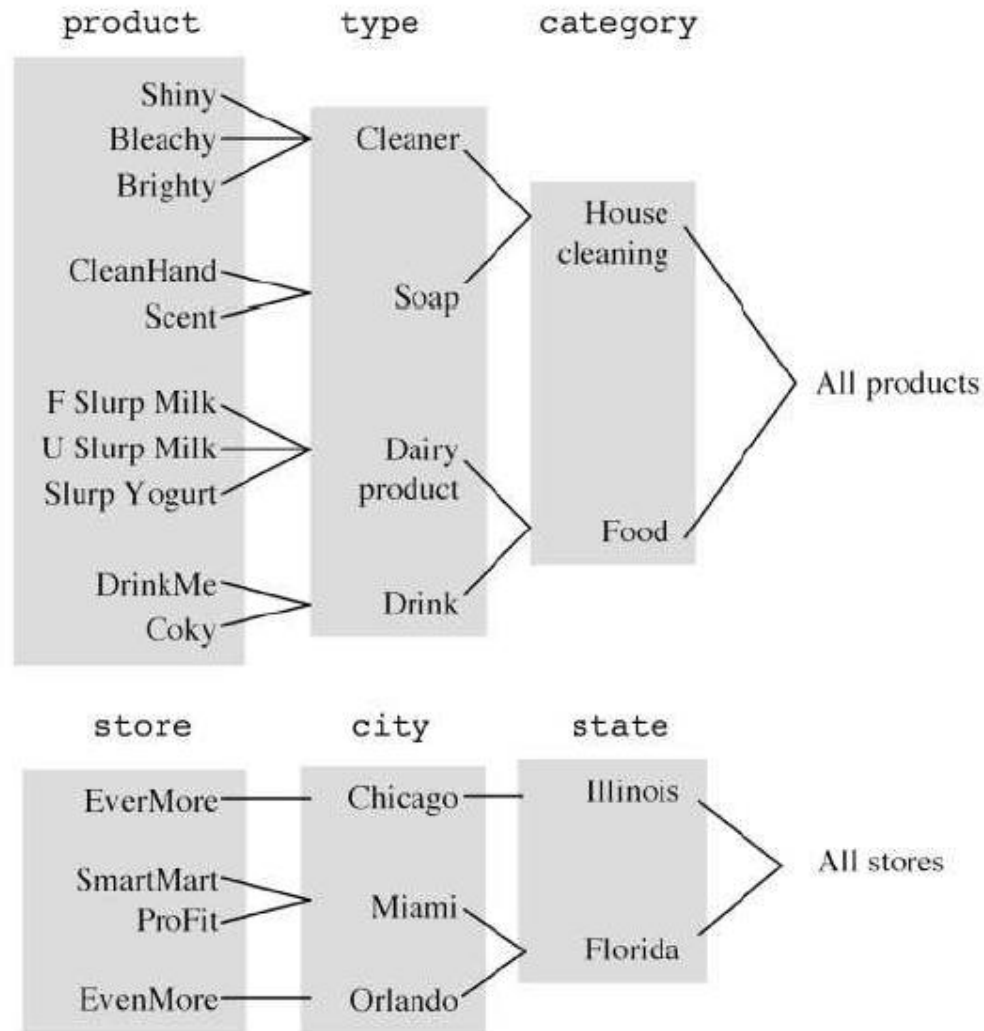 product type category
Shiny
Bleachy
Brighty
Cleaner
House
cleaning
CleanHand
Scent
Soap
All products
F Slurp Milk
U Slurp Milk
Slurp Yogurt
Dairy
product
Food
DrinkMe
Coky
Drink
store city state
EverMore
Chicago
Illinois
SmartMart
ProFit
Miami
All stores
Florida
EvenMore
Orlando